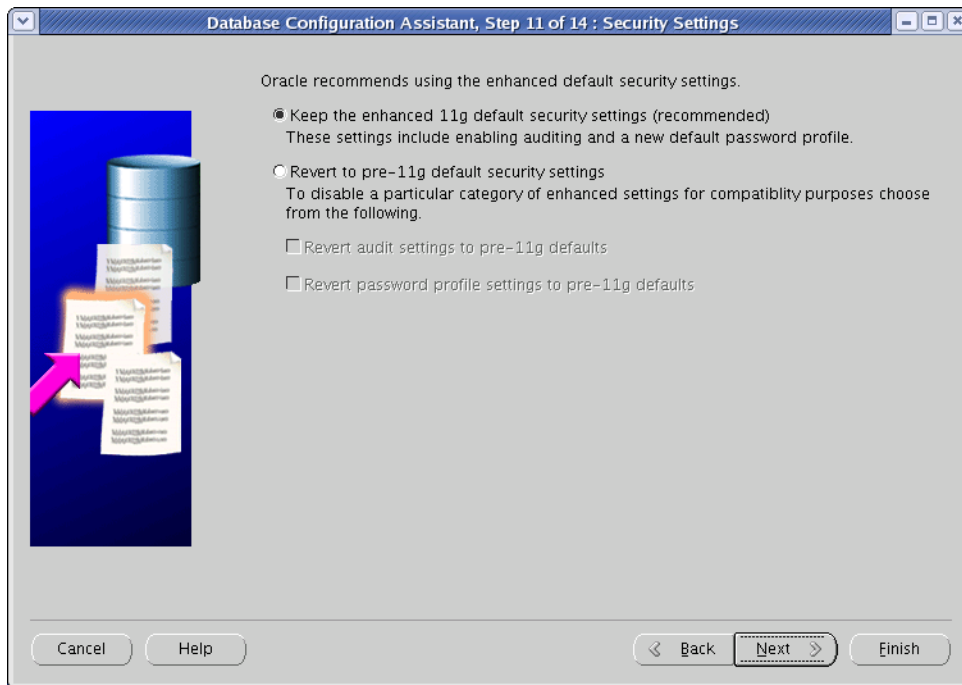 Database Configuration Assistant, Step 11 of 14 : Security Settings
Oracle recommends using the enhanced default security settings.
Keep the enhanced 11g default security settings (recommended)
These settings include enabling auditing and a new default password profile.
Revert to pre-11g default security settings
To disable a particular category of enhanced settings for compatiblity purposes choose
from the following.
Revert audit settings to pre-11g defaults
Revert password profile settings to pre-11g defaults
Cancel
Help
Back
Next
Finish